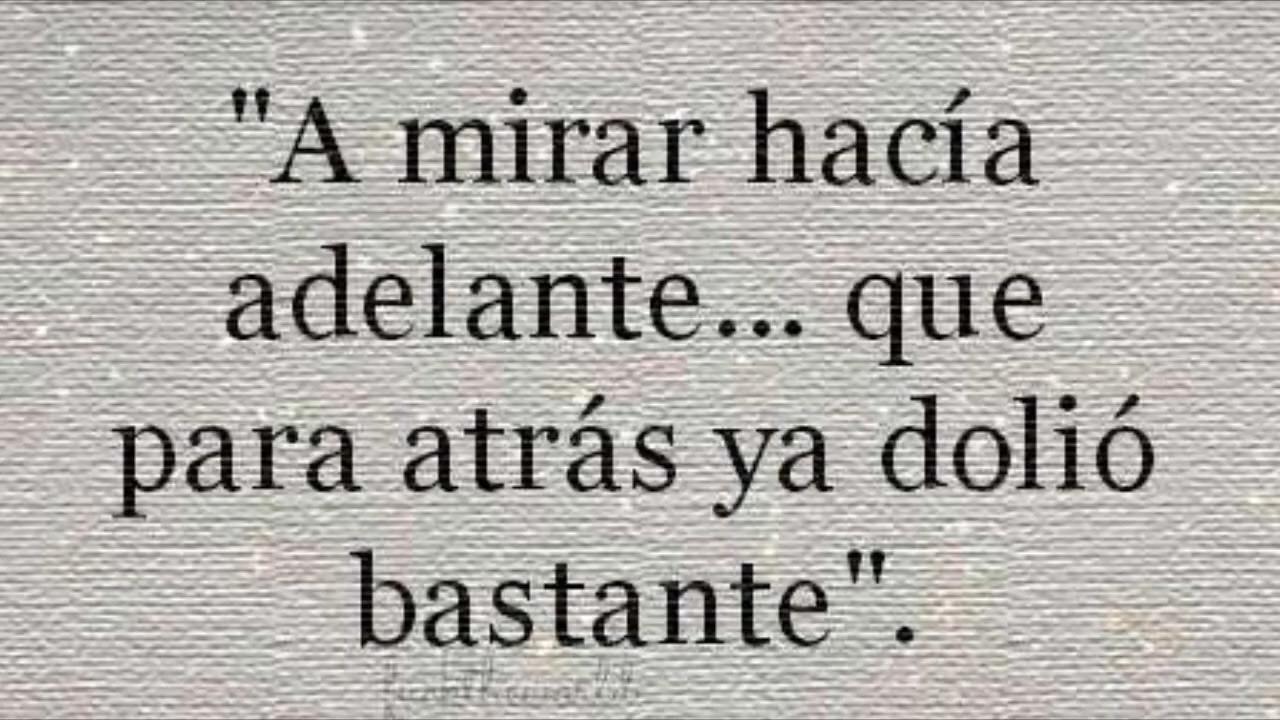 "A mirar hacía
adelante... que
para atrás ya dolió
bastante".